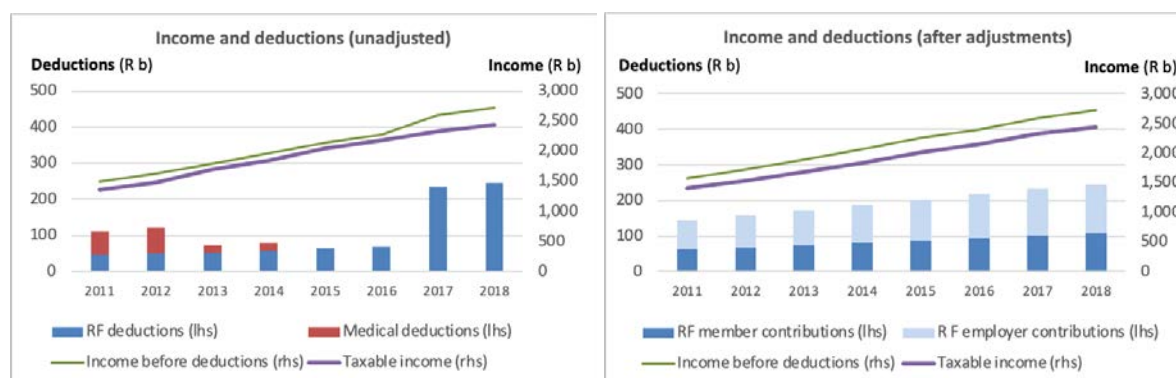 Income and deductions (unadjusted)
Deductions (R b)
Income (R b)
500
400
300
200
100
0
3,000
2,500
2,000
1,500
1,000
500
0
2011 2012 2013 2014 2015 2016 2017 2018
RF deductions (lhs)
Medical deductions (lhs)
Income before deductions (rhs)
Taxable income (rhs)
Income and deductions (after adjustments)
Deductions (R b)
Income (R b)
500
400
300
200
100
0
3,000
2,500
2,000
1,500
1,000
500
0
2011 2012 2013 2014 2015 2016 2017 2018
RF member contributions (lhs)
R F employer contributions (lhs)
Income before deductions (rhs)
Taxable income (rhs)